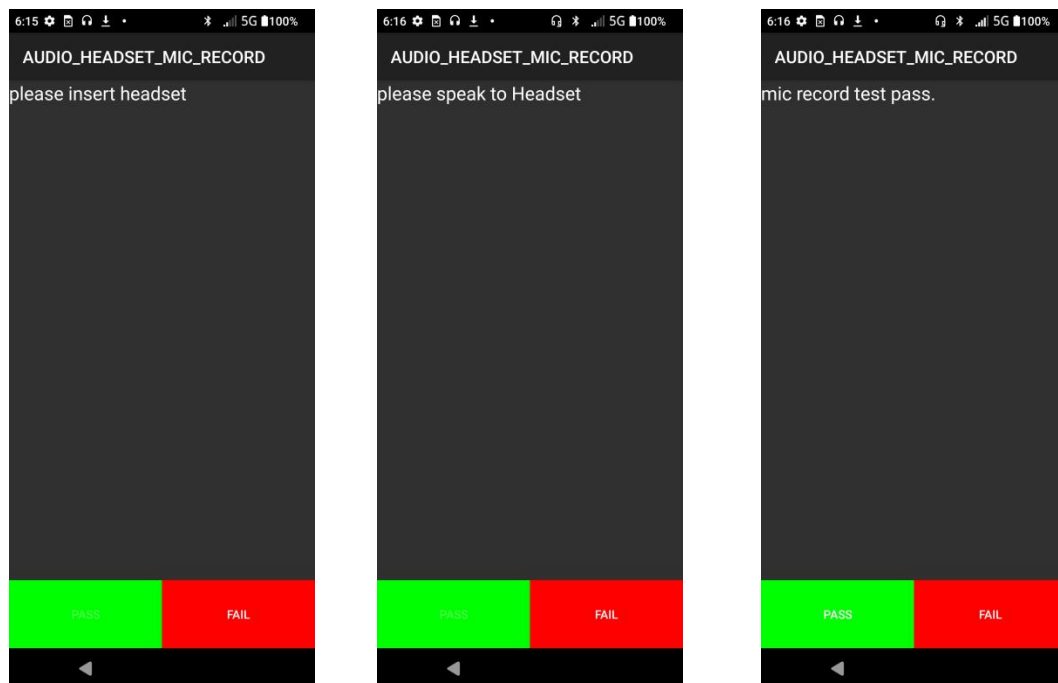 6:15 5G 100%
AUDIO_HEADSET_MIC_RECORD
please insert headset
PASS FAIL
6:16 5G 100%
AUDIO_HEADSET_MIC_RECORD
please speak to Headset
PASS FAIL
6:16 5G 100%
AUDIO_HEADSET_MIC_RECORD
mic record test pass.
PASS FAIL